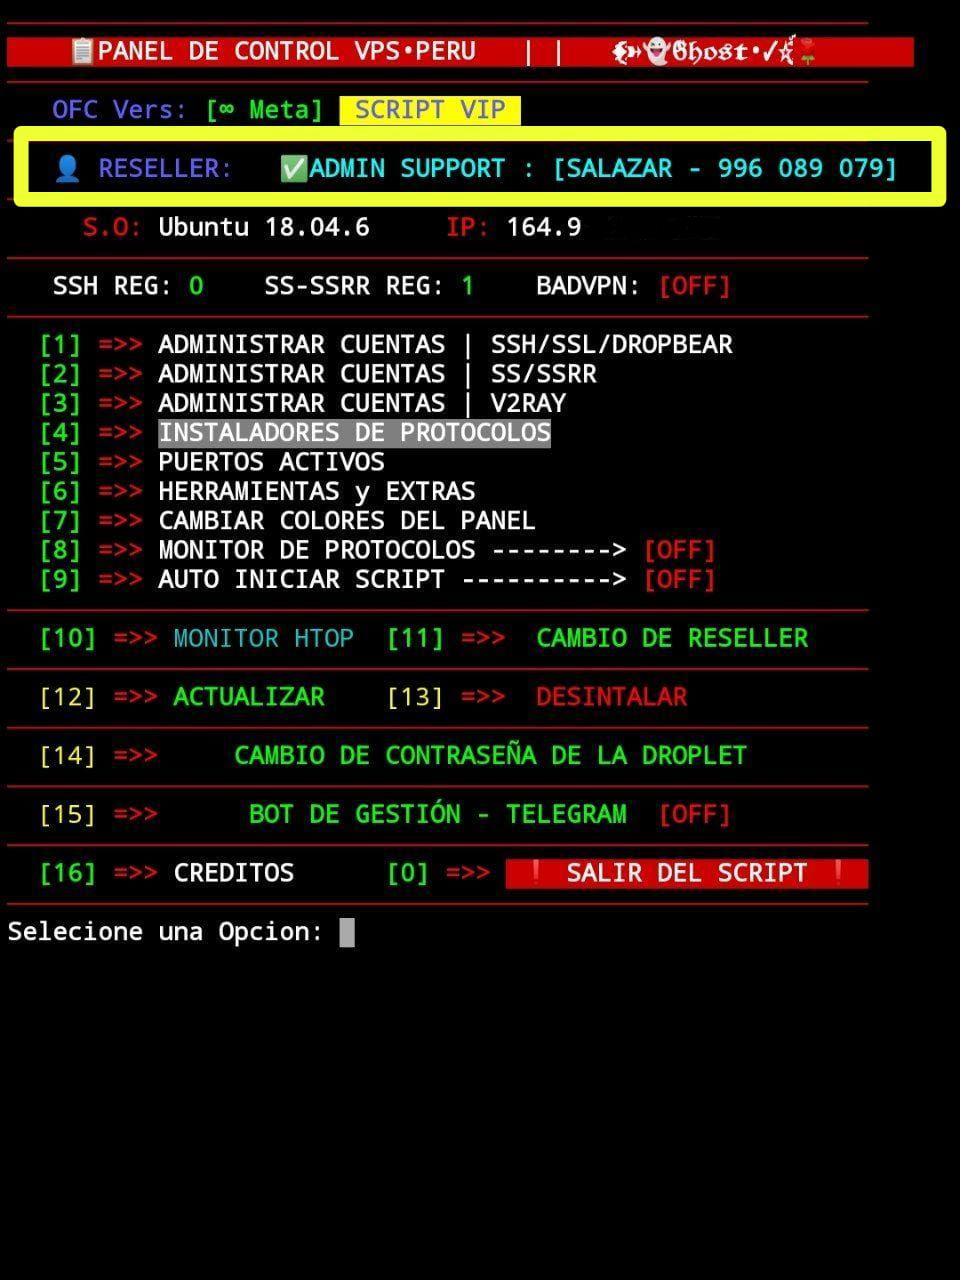 📋PANEL DE CONTROL VPS•PERU | | 👻𝕲𝖍𝖔𝖘𝖙•✓
OFC Vers: [∞ Meta] SCRIPT VIP
👤 RESELLER: ✅ADMIN SUPPORT : [SALAZAR - 996 089 079]
S.O: Ubuntu 18.04.6 IP: 164.9
SSH REG: 0 SS-SSRR REG: 1 BADVPN: [OFF]
[1] =>> ADMINISTRAR CUENTAS | SSH/SSL/DROPBEAR
[2] =>> ADMINISTRAR CUENTAS | SS/SSRR
[3] =>> ADMINISTRAR CUENTAS | V2RAY
[4] =>> INSTALADORES DE PROTOCOLOS
[5] =>> PUERTOS ACTIVOS
[6] =>> HERRAMIENTAS y EXTRAS
[7] =>> CAMBIAR COLORES DEL PANEL
[8] =>> MONITOR DE PROTOCOLOS --------> [OFF]
[9] =>> AUTO INICIAR SCRIPT ----------> [OFF]
[10] =>> MONITOR HTOP [11] =>> CAMBIO DE RESELLER
[12] =>> ACTUALIZAR [13] =>> DESINTALAR
[14] =>> CAMBIO DE CONTRASEÑA DE LA DROPLET
[15] =>> BOT DE GESTIÓN - TELEGRAM [OFF]
[16] =>> CREDITOS [0] =>> ❗ SALIR DEL SCRIPT ❗
Selecione una Opcion: